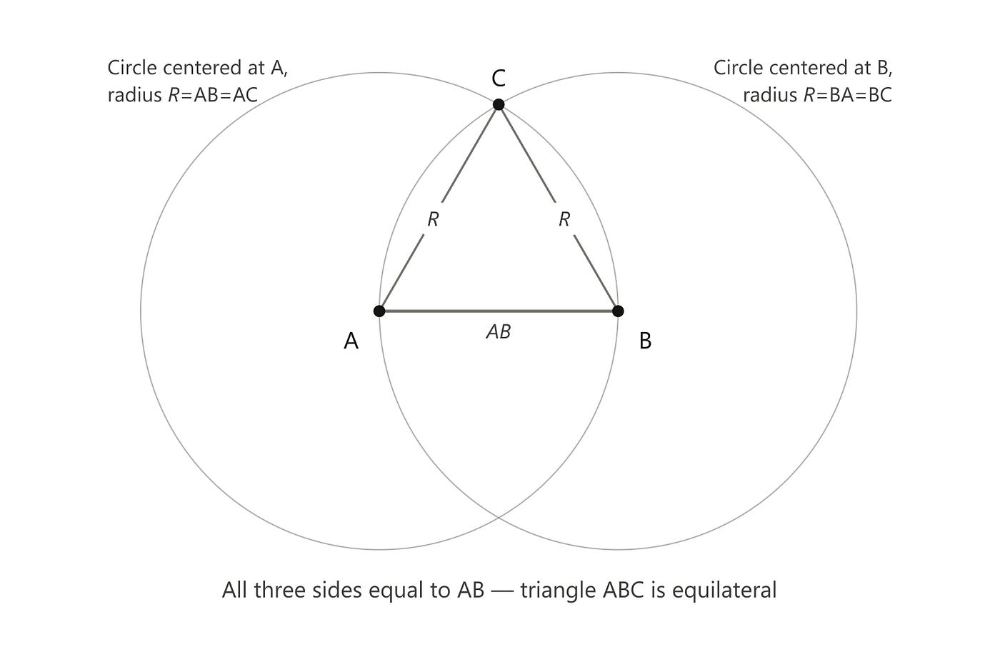 Circle centered at A,
radius R=AB=AC
Circle centered at B,
radius R=BA=BC
C
R
R
AB
A
B
All three sides equal to AB — triangle ABC is equilateral